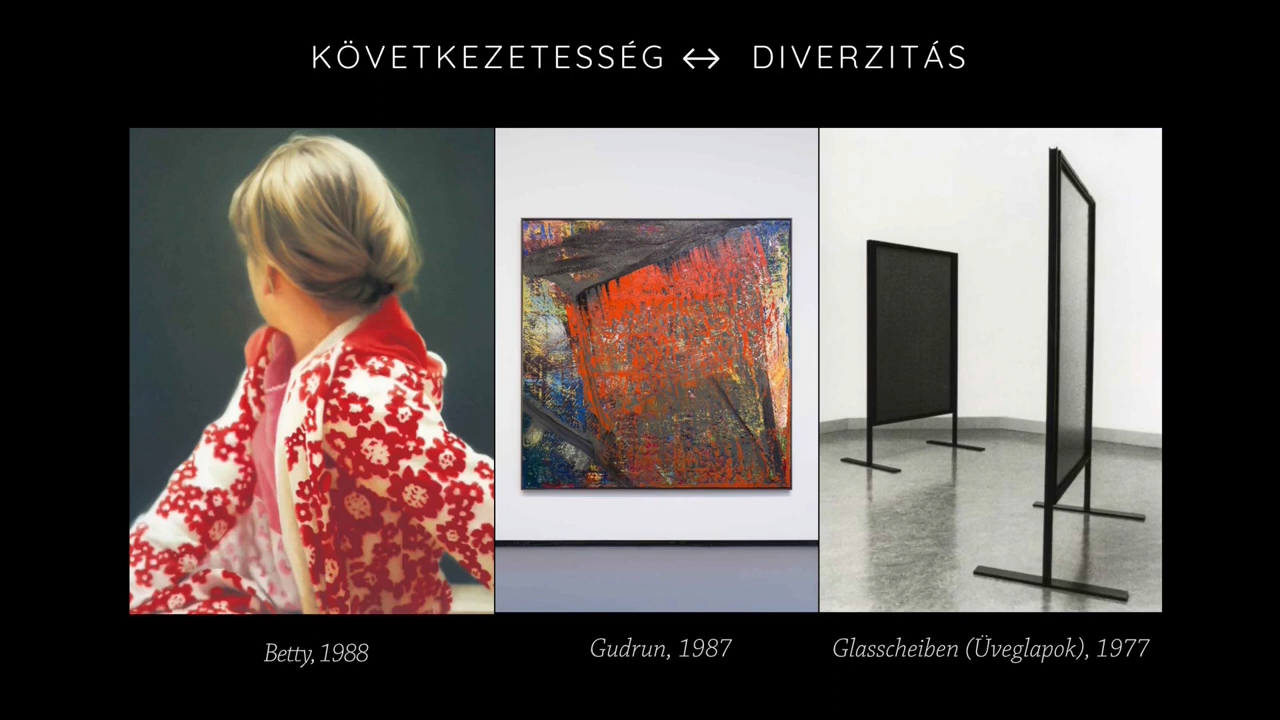 KÖVETKEZETESSÉG ↔ DIVERZITÁS
Betty, 1988
Gudrun, 1987
Glasscheiben (Üveglapok), 1977